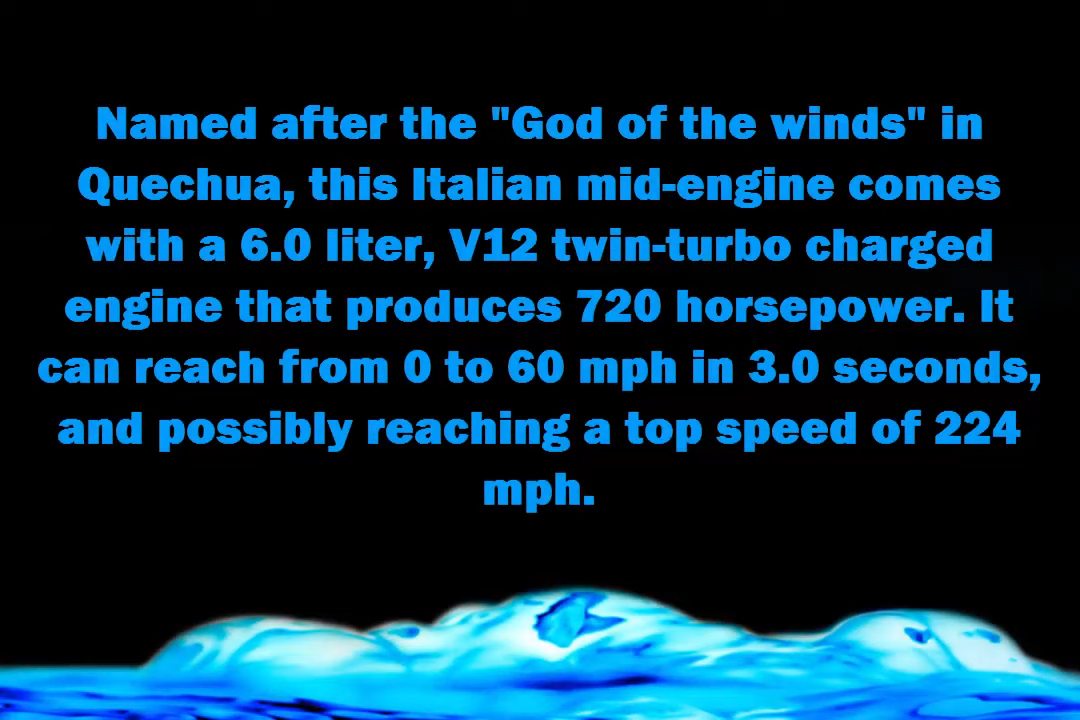 Named after the "God of the winds" in
Quechua, this Italian mid-engine comes
with a 6.0 liter, V12 twin-turbo charged
engine that produces 720 horsepower. It
can reach from 0 to 60 mph in 3.0 seconds,
and possibly reaching a top speed of 224
mph.